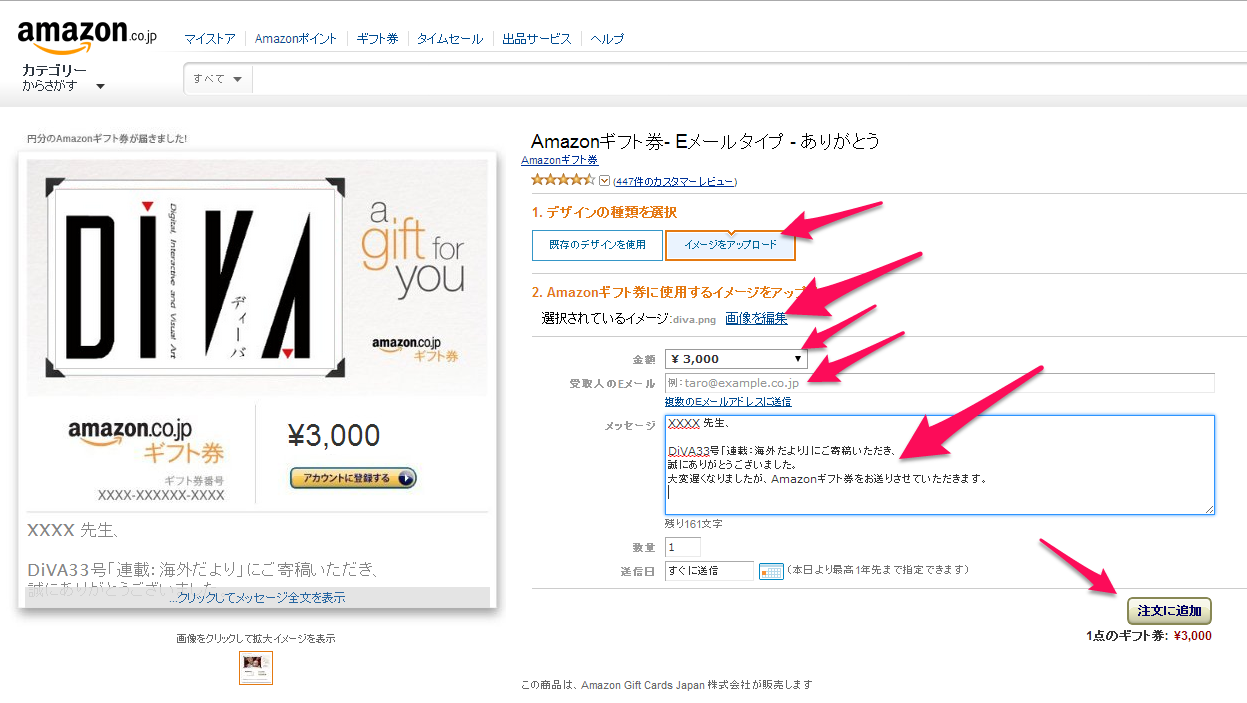 amazon.co.jp
マイストア
Amazonポイント
ギフト券
タイムセール
出品サービス
ヘルプ
カテゴリー
からさがす
すべて
円分のAmazonギフト券が届きました!
DiVA
Digital, Interactive and Visual Art
ディーバ
a
gift for
you
amazon.co.jp
ギフト券
amazon.co.jp
ギフト券
ギフト券番号
XXXX-XXXXXX-XXXX
¥3,000
アカウントに登録する
XXXX 先生、
DiVA33号「連載: 海外だより」にご寄稿いただき、
誠にありがとうございました。
...クリックしてメッセージ全文を表示
画像をクリックして拡大イメージを表示
Amazonギフト券- Eメールタイプ - ありがとう
Amazonギフト券
(447件のカスタマーレビュー)
1. デザインの種類を選択
既存のデザインを使用
イメージをアップロード
2. Amazonギフト券に使用するイメージをアップ
選択されているイメージ:diva.png 画像を編集
金額
¥ 3,000
受取人のEメール
例：taro@example.co.jp
複数のEメールアドレスに送信
メッセージ
XXXX 先生、
DiVA33号「連載：海外だより」にご寄稿いただき、
誠にありがとうございました。
大変遅くなりましたが、Amazonギフト券をお送りさせていただきます。
残り161文字
数量
1
送信日
すぐに送信
(本日より最高1年先まで指定できます)
注文に追加
1点のギフト券: ¥3,000
この商品は、Amazon Gift Cards Japan 株式会社が販売します